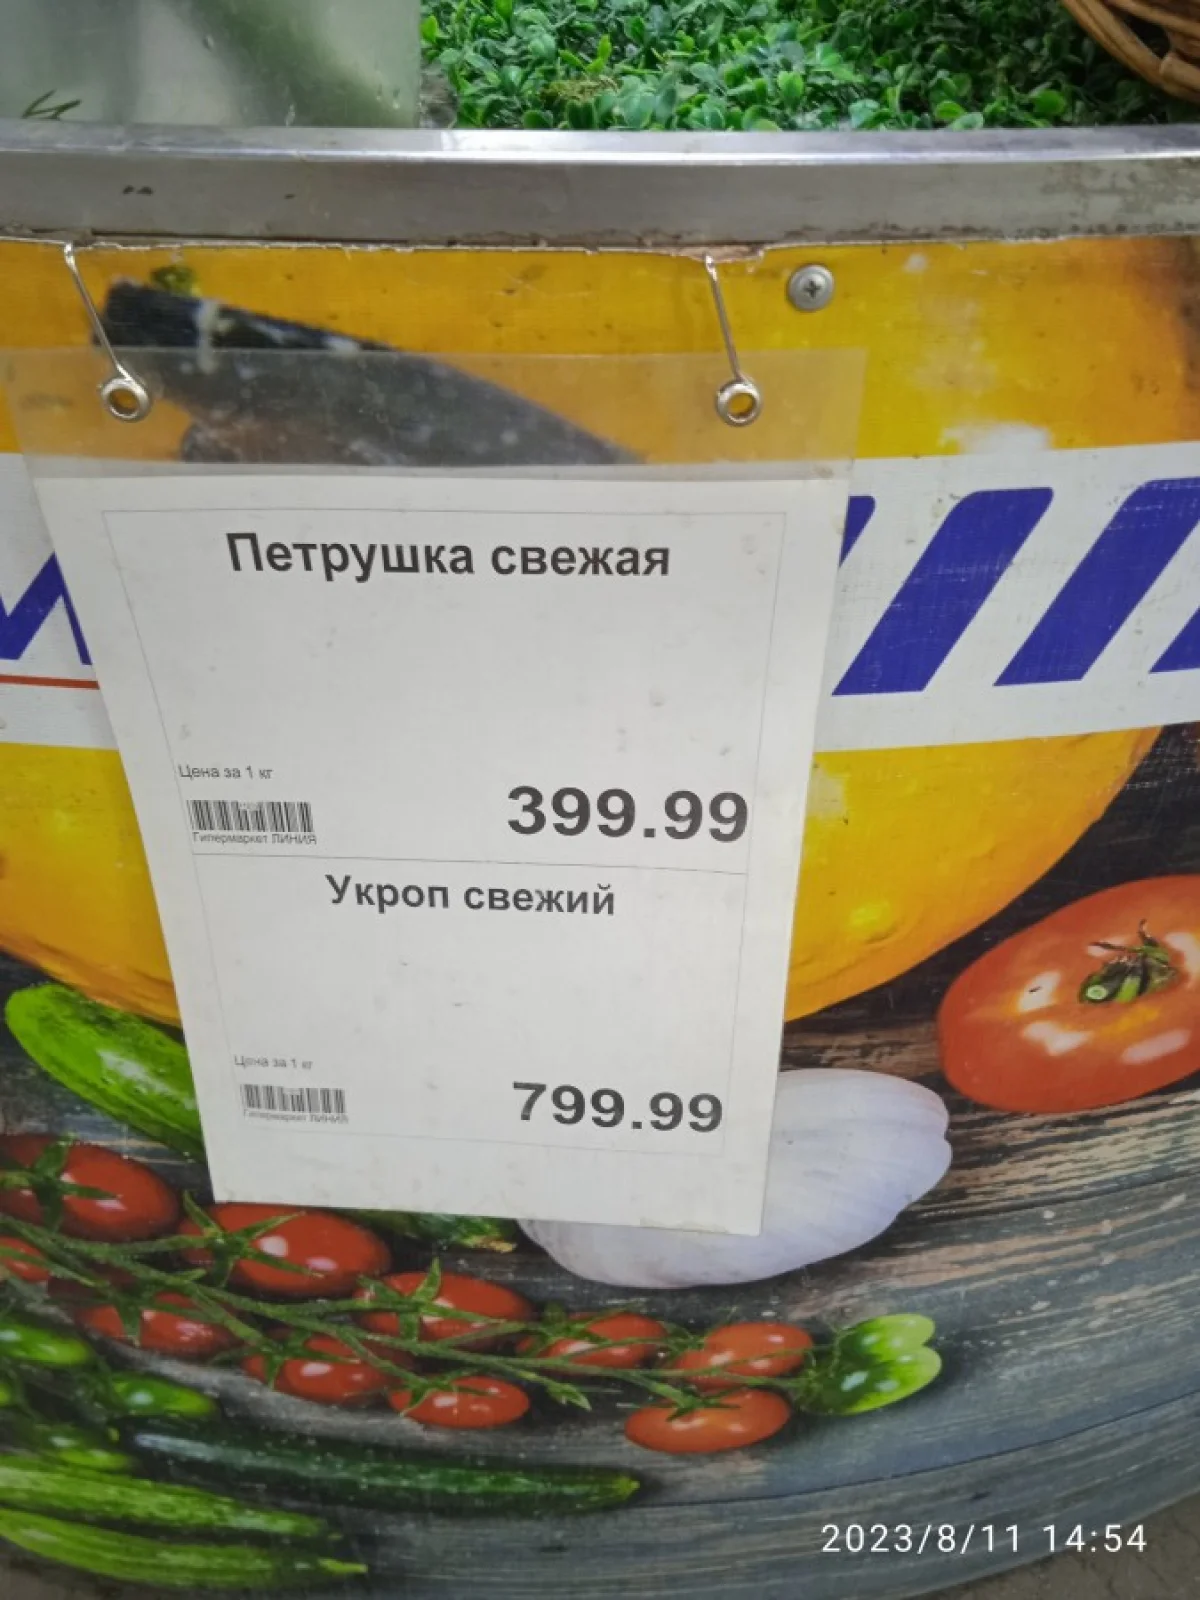 Петрушка свежая
Цена за 1 кг
399.99
Гипермаркет ЛИНИЯ
Укроп свежий
Цена за 1 кг
799.99
Гипермаркет ЛИНИЯ
2023/8/11 14:54